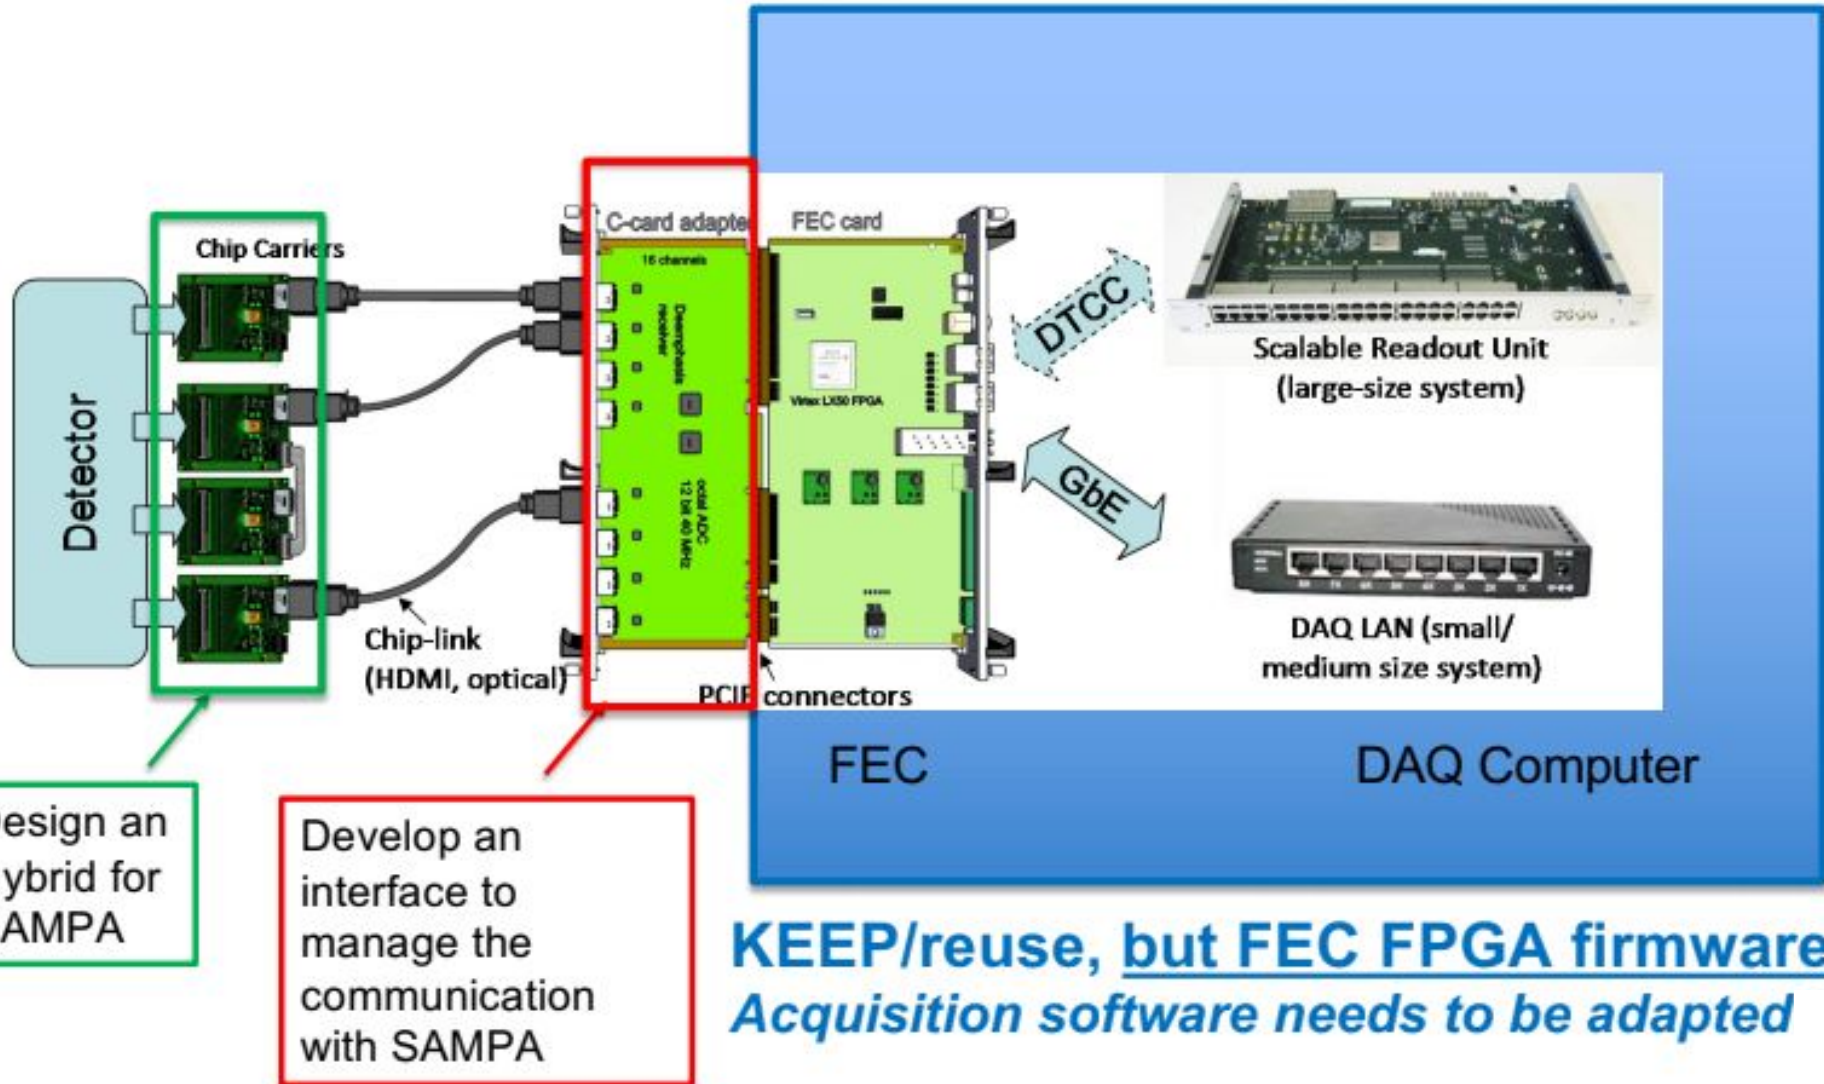 Chip Carriers
Detector
C-card adapte
FEC card
16 channels
Deemphasis
receiver
octal ADC
12 bit 40 MHz
Virtex LX50 FPGA
DTCC
GbE
Scalable Readout Unit
(large-size system)
DAQ LAN (small/
medium size system)
Chip-link
(HDMI, optical)
PCIE connectors
FEC
DAQ Computer
esign an
ybrid for
AMPA
Develop an
interface to
manage the
communication
with SAMPA
KEEP/reuse, but FEC FPGA firmware
Acquisition software needs to be adapted